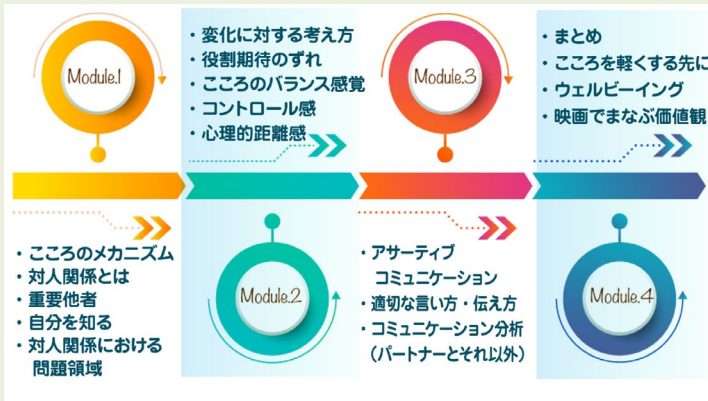 Module.1
・こころのメカニズム
・対人関係とは
・重要他者
・自分を知る
・対人関係における
問題領域
・変化に対する考え方
・役割期待のずれ
・こころのバランス感覚
・コントロール感
・心理的距離感
Module.2
Module.3
・アサーティブ
コミュニケーション
・適切な言い方・伝え方
・コミュニケーション分析
（パートナーとそれ以外）
・まとめ
・こころを軽くする先に
・ウェルビーイング
・映画でまなぶ価値観
Module.4